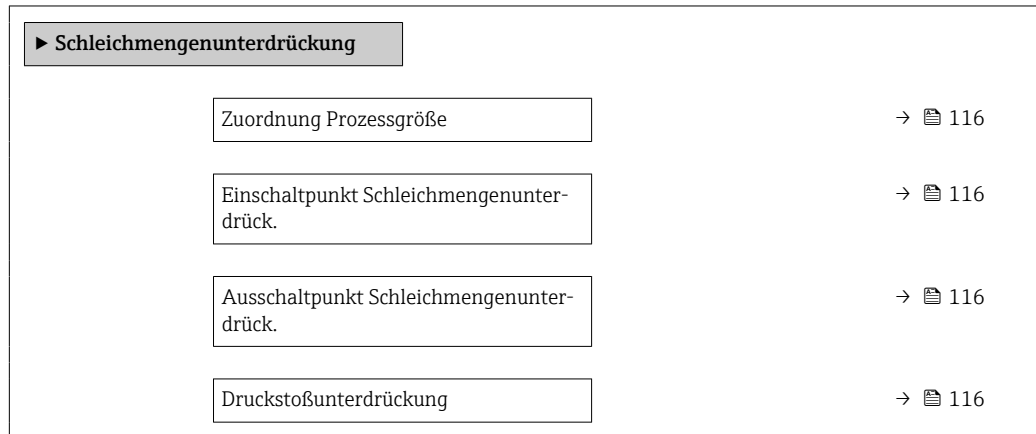 ▶ Schleichmengenunterdrückung
Zuordnung Prozessgröße → 116
Einschaltpunkt Schleichmengenunter-
drück. → 116
Ausschaltpunkt Schleichmengenunter-
drück. → 116
Druckstoßunterdrückung → 116